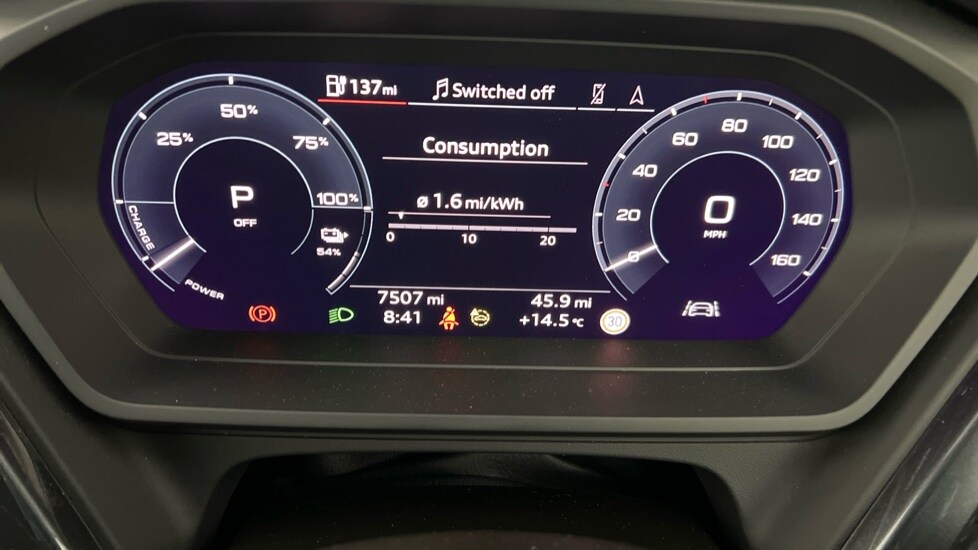 137mi
Switched off
25%
50%
75%
100%
P
OFF
54%
CHARGE
POWER
Consumption
ø 1.6 mi/kWh
0 10 20
0
20
40
60
80
100
120
140
160
0
MPH
7507 mi
8:41
45.9 mi
+14.5 °C
P
30